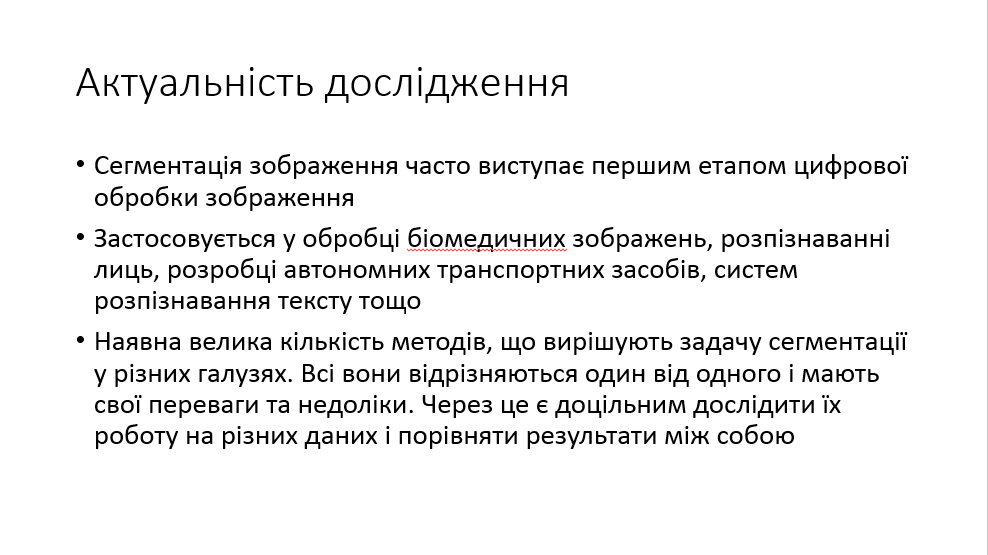 Актуальність дослідження
• Сегментація зображення часто виступає першим етапом цифрової
обробки зображення
• Застосовується у обробці біомедичних зображень, розпізнаванні
лиць, розробці автономних транспортних засобів, систем
розпізнавання тексту тощо
• Наявна велика кількість методів, що вирішують задачу сегментації
у різних галузях. Всі вони відрізняються один від одного і мають
свої переваги та недоліки. Через це є доцільним дослідити їх
роботу на різних даних і порівняти результати між собою